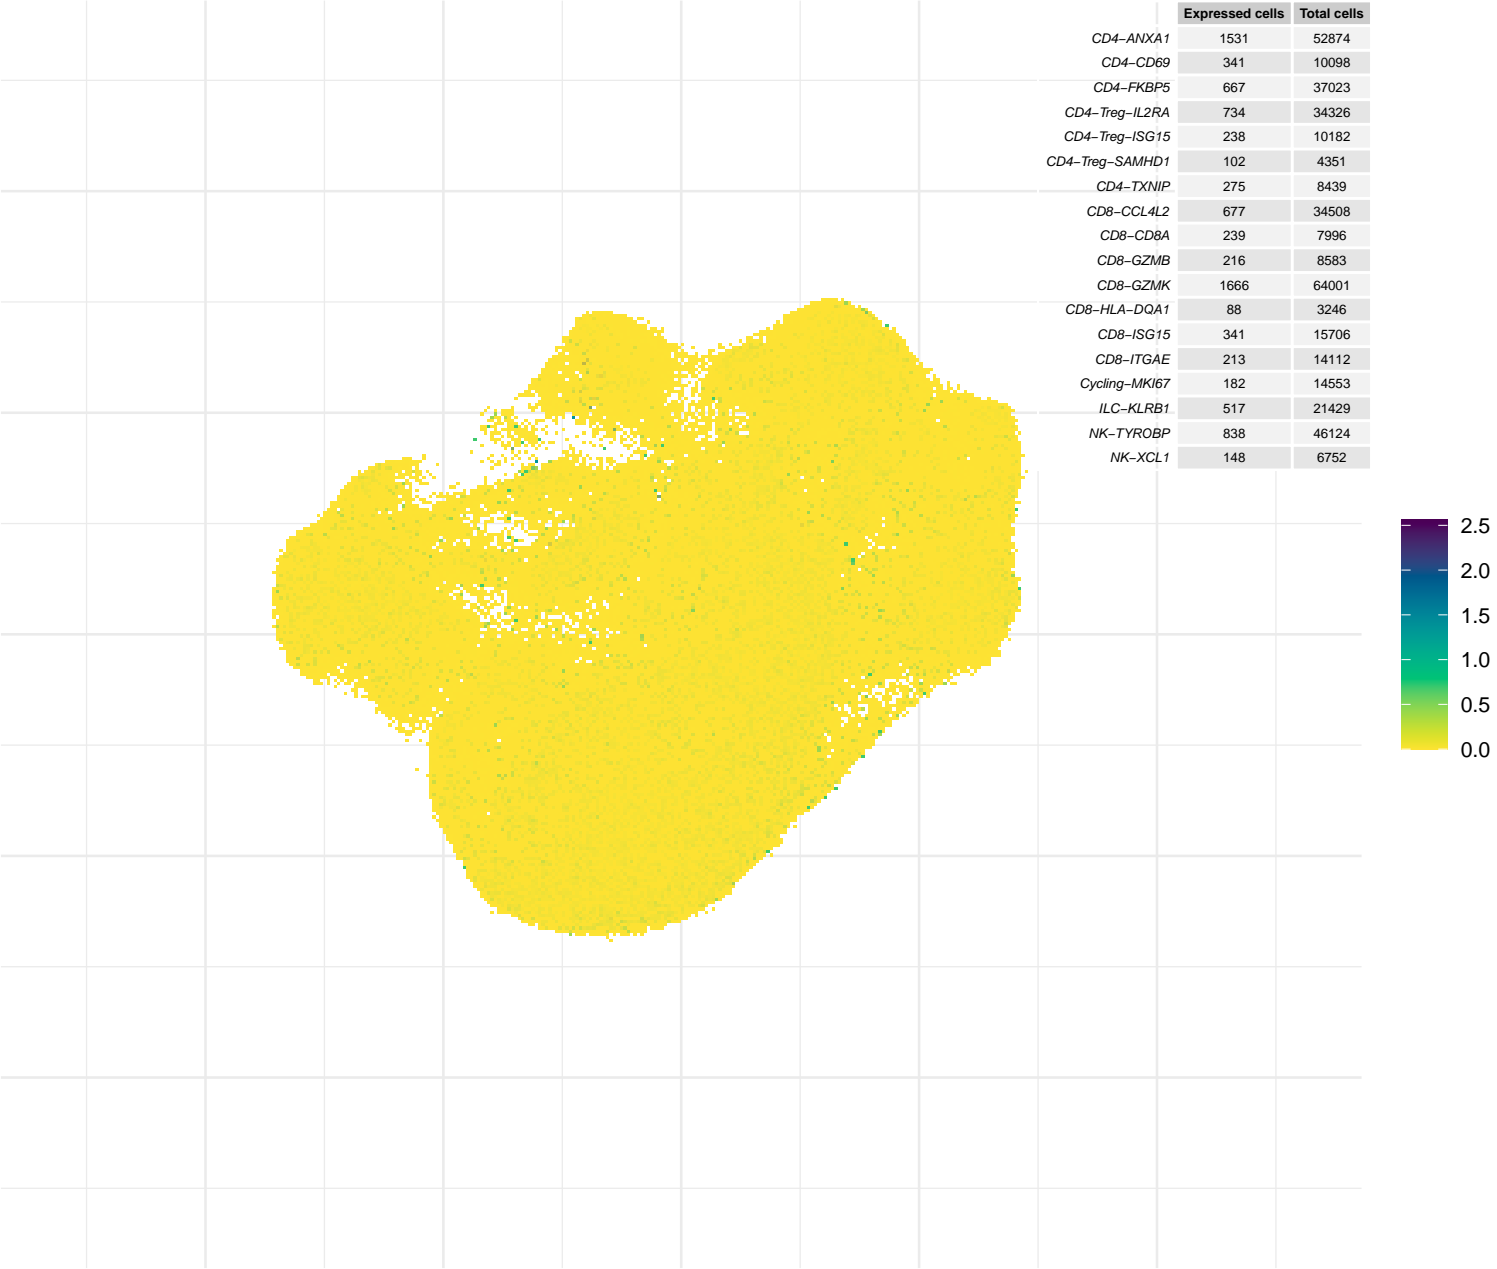 Expressed cells Total cells
CD4−ANXA1 1531 52874
CD4−CD69 341 10098
CD4−FKBP5 667 37023
CD4−Treg−IL2RA 734 34326
CD4−Treg−ISG15 238 10182
CD4−Treg−SAMHD1 102 4351
CD4−TXNIP 275 8439
CD8−CCL4L2 677 34508
CD8−CD8A 239 7996
CD8−GZMB 216 8583
CD8−GZMK 1666 64001
CD8−HLA−DQA1 88 3246
CD8−ISG15 341 15706
CD8−ITGAE 213 14112
Cycling−MKI67 182 14553
ILC−KLRB1 517 21429
NK−TYROBP 838 46124
NK−XCL1 148 6752
2.5
2.0
1.5
1.0
0.5
0.0